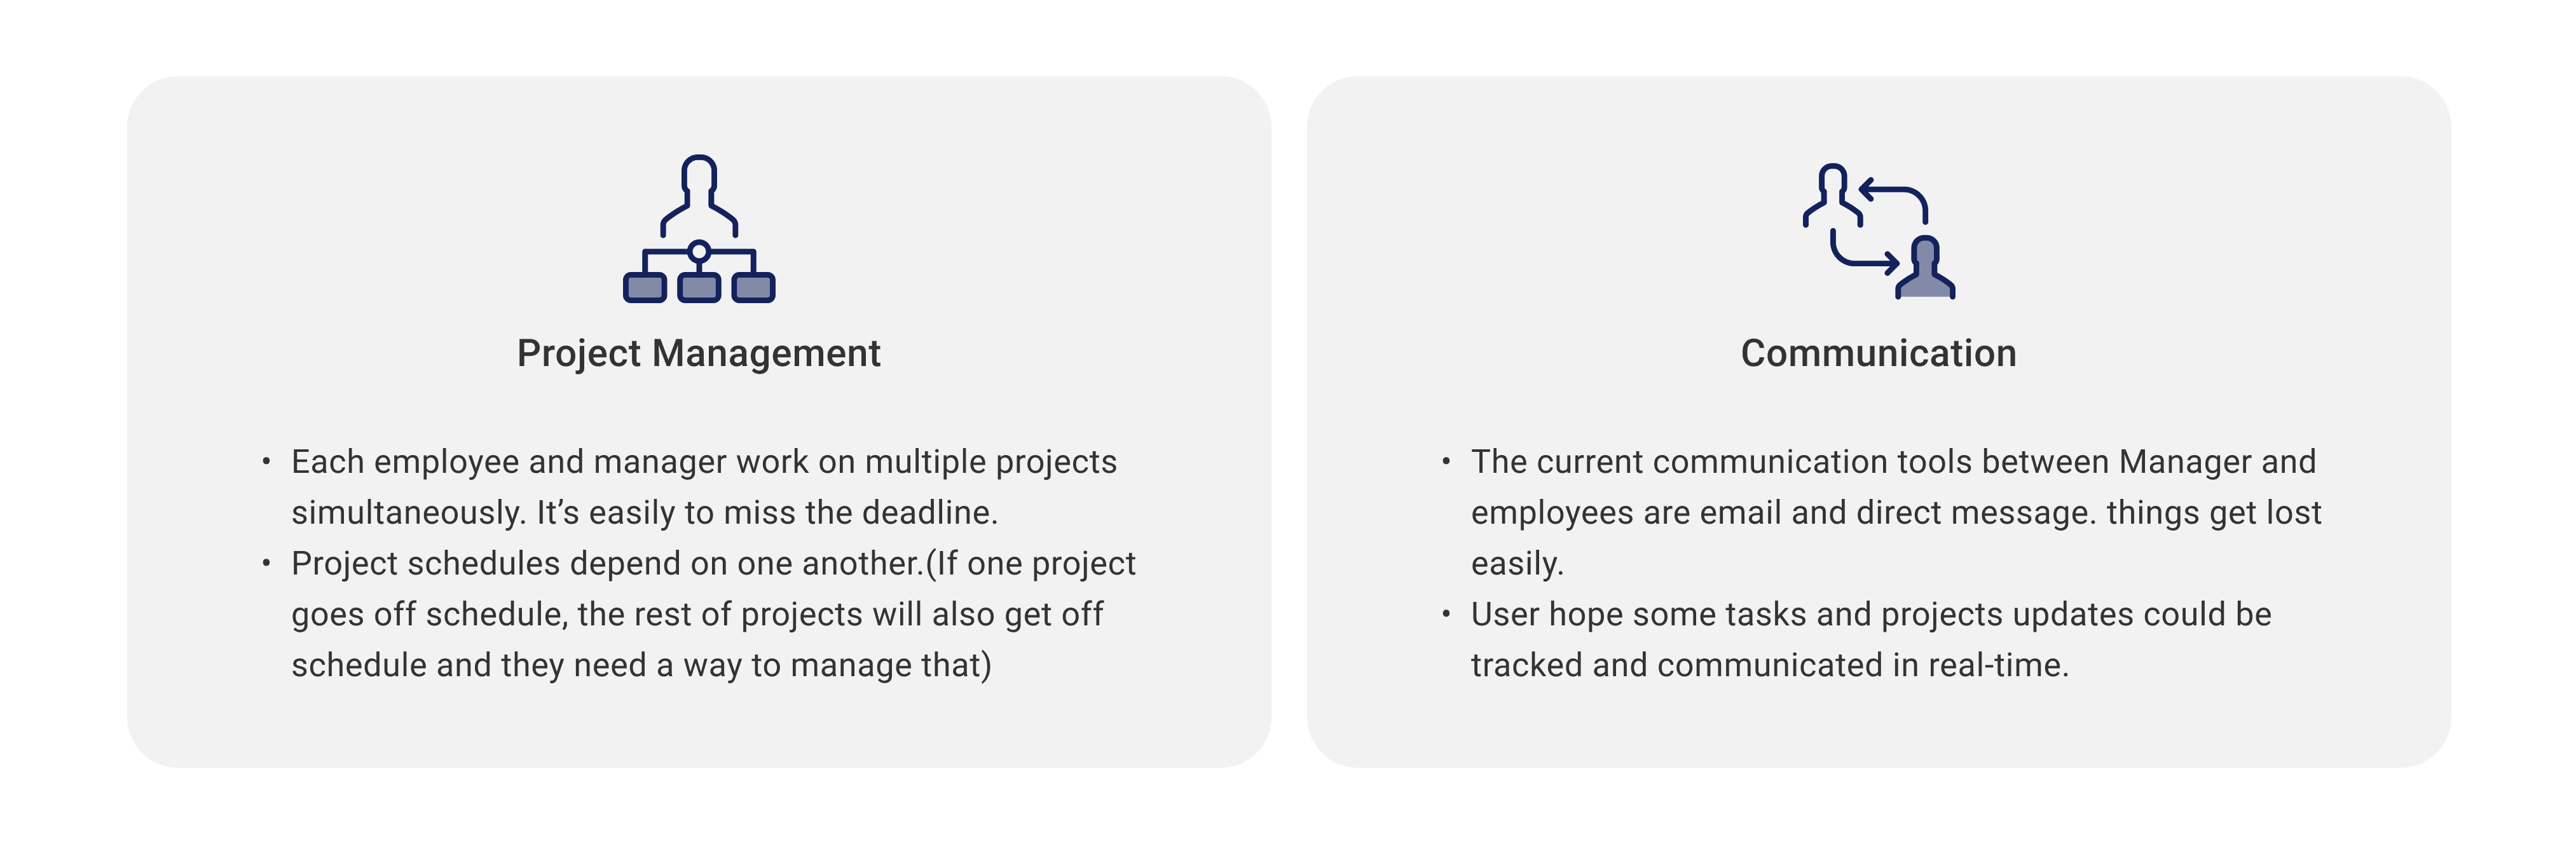 Project Management
• Each employee and manager work on multiple projects
simultaneously. It’s easily to miss the deadline.
• Project schedules depend on one another.(If one project
goes off schedule, the rest of projects will also get off
schedule and they need a way to manage that)
Communication
• The current communication tools between Manager and
employees are email and direct message. things get lost
easily.
• User hope some tasks and projects updates could be
tracked and communicated in real-time.